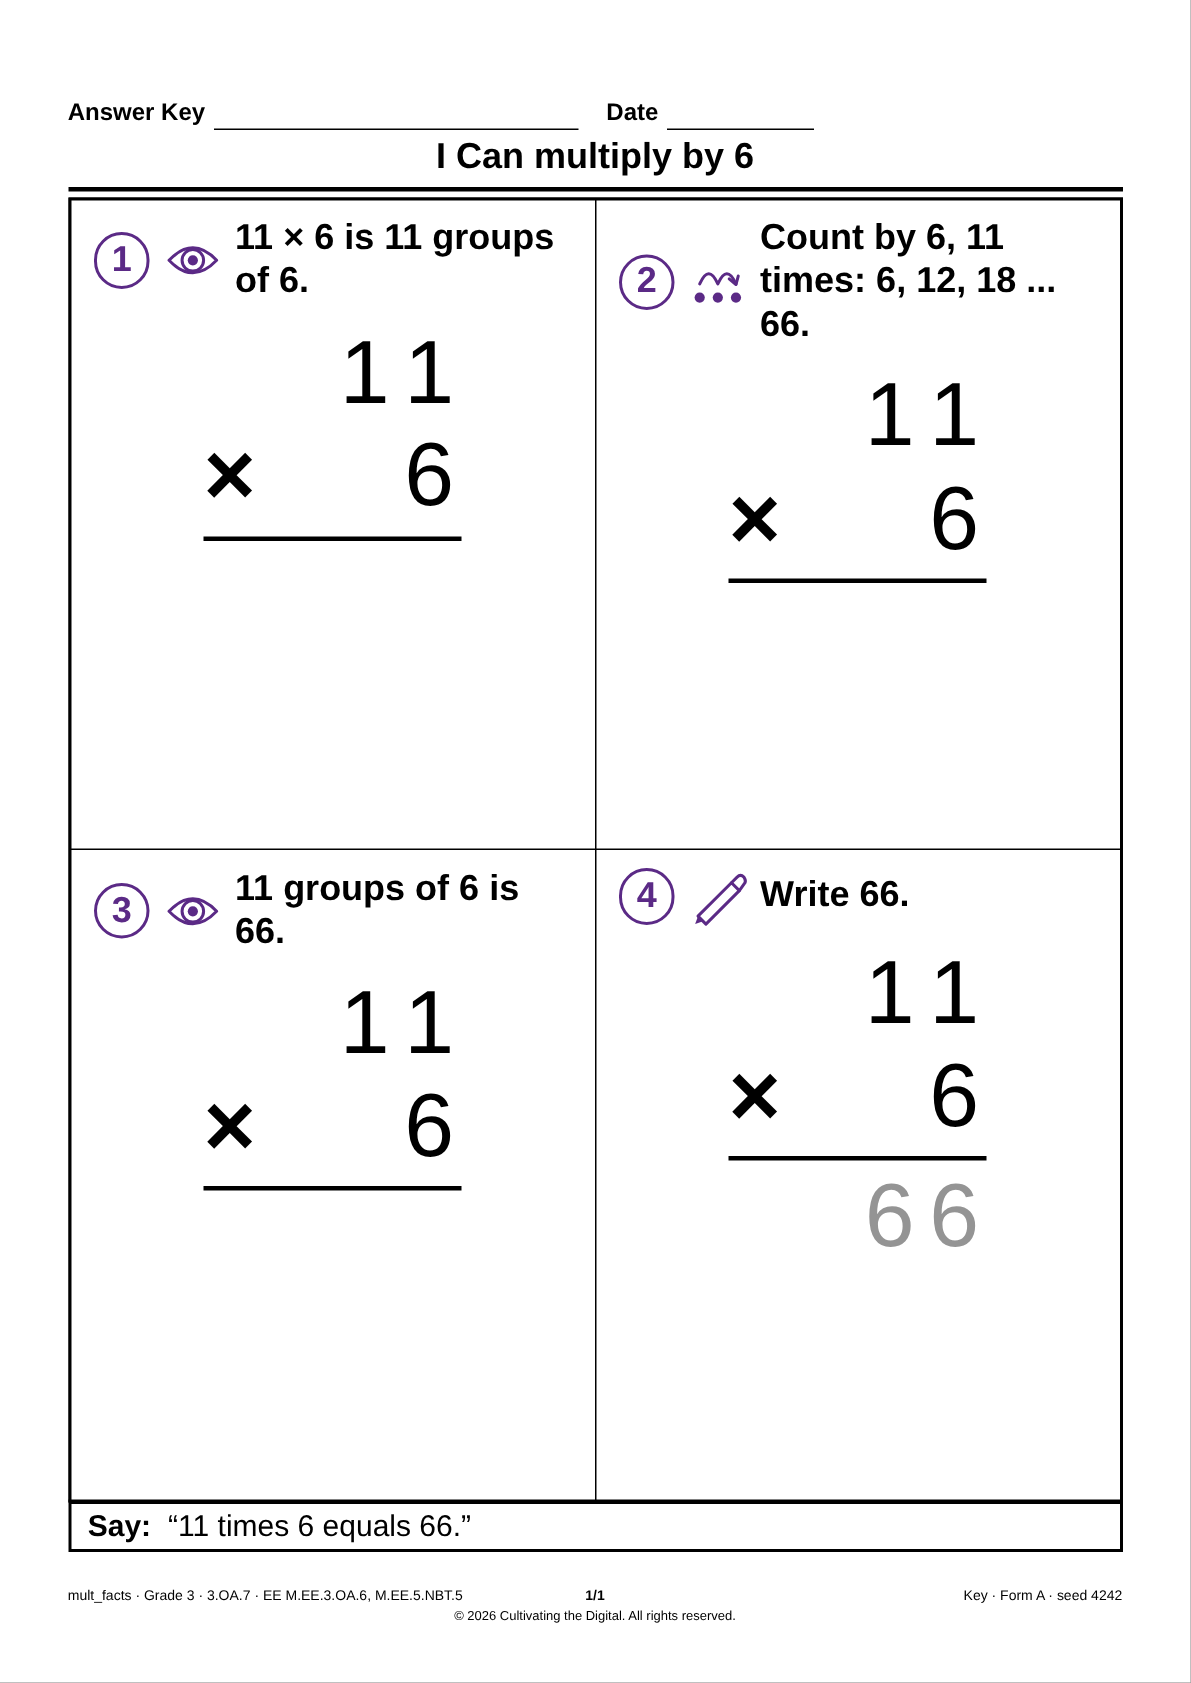 Answer Key Date
I Can multiply by 6
1 11 × 6 is 11 groups
of 6.
11
× 6
2 Count by 6, 11
times: 6, 12, 18 ...
66.
11
× 6
3 11 groups of 6 is
66.
11
× 6
4 Write 66.
11
× 6
66
Say: “11 times 6 equals 66.”
mult_facts · Grade 3 · 3.OA.7 · EE M.EE.3.OA.6, M.EE.5.NBT.5 1/1 Key · Form A · seed 4242
© 2026 Cultivating the Digital. All rights reserved.